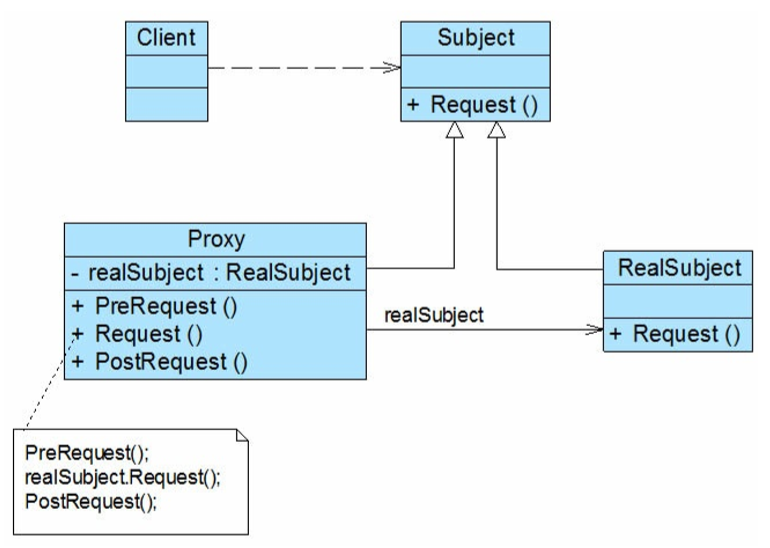 Client
Subject
+ Request ()
Proxy
- realSubject : RealSubject
+ PreRequest ()
+ Request ()
+ PostRequest ()
realSubject
RealSubject
+ Request ()
PreRequest();
realSubject.Request();
PostRequest();